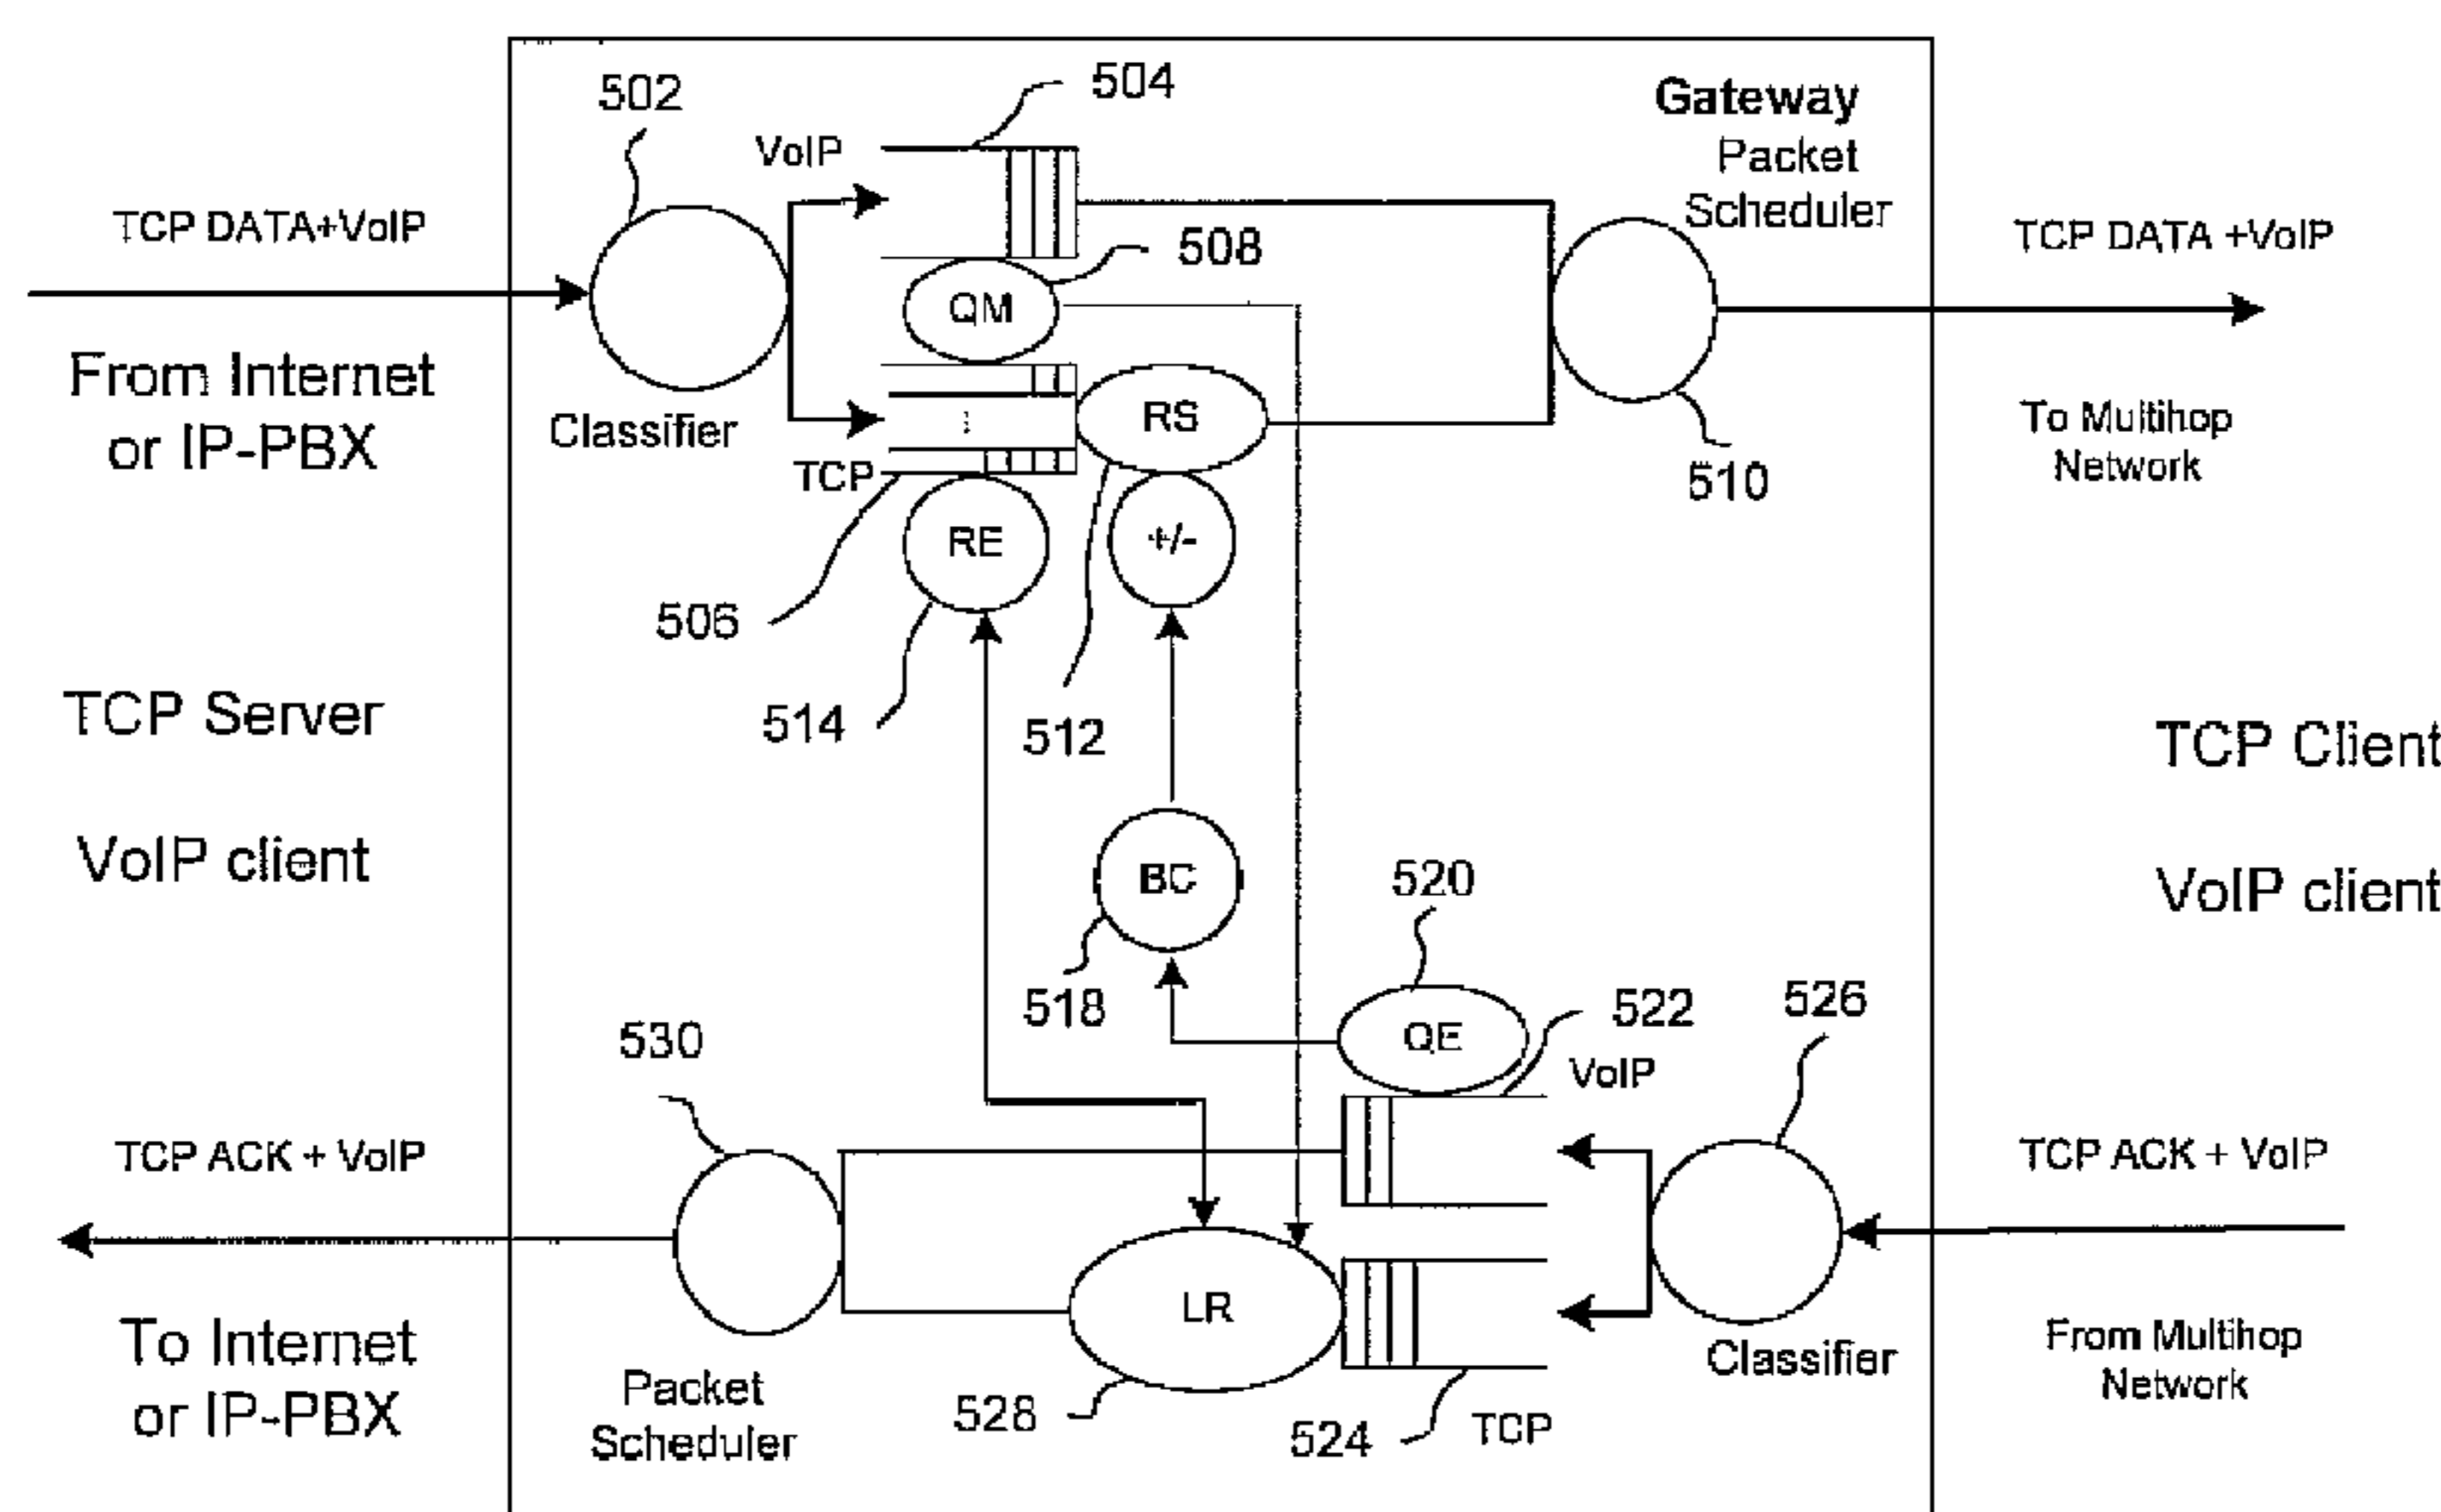 502
504
Gateway
Packet
Scheduler
VoIP
TCP DATA+VoIP
508
TCP DATA +VoIP
QM
From Internet
or IP-PBX
Classifier
RS
To Multihop
Network
TCP
510
RE
+/-
506
514
512
TCP Server
TCP Client
VoIP client
BC
520
VoIP client
518
522
526
530
QE
VoIP
TCP ACK + VoIP
TCP ACK + VoIP
LR
To Internet
or IP-PBX
Packet
Scheduler
528
524
TCP
Classifier
From Multihop
Network